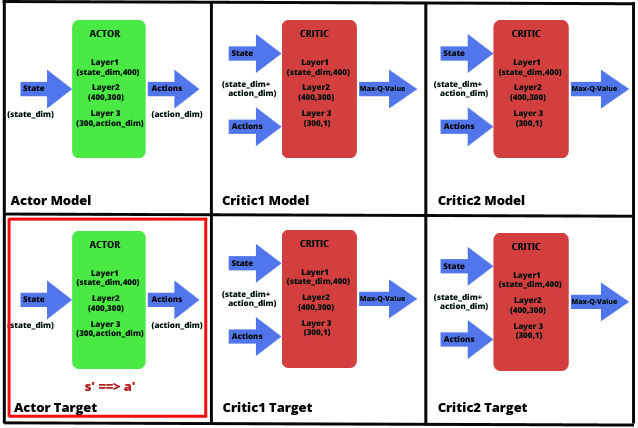 ACTOR
Layer1
(state_dim,400)
Layer2
(400,300)
Layer 3
(300,action_dim)
State
(state_dim)
Actions
(action_dim)
Actor Model
CRITIC
Layer1
(state_dim,400)
Layer2
(400,300)
Layer 3
(300,1)
State
(state_dim+
action_dim)
Actions
Max-Q-Value
Critic1 Model
CRITIC
Layer1
(state_dim,400)
Layer2
(400,300)
Layer 3
(300,1)
State
(state_dim+
action_dim)
Actions
Max-Q-Value
Critic2 Model
ACTOR
Layer1
(state_dim,400)
Layer2
(400,300)
Layer 3
(300,action_dim)
State
state_dim)
Actions
(action_dim)
s' ==> a'
Actor Target
CRITIC
Layer1
(state_dim,400)
Layer2
(400,300)
Layer 3
(300,1)
State
(state_dim+
action_dim)
Actions
Max-Q-Value
Critic1 Target
CRITIC
Layer1
(state_dim,400)
Layer2
(400,300)
Layer 3
(300,1)
State
(state_dim+
action_dim)
Actions
Max-Q-Value
Critic2 Target